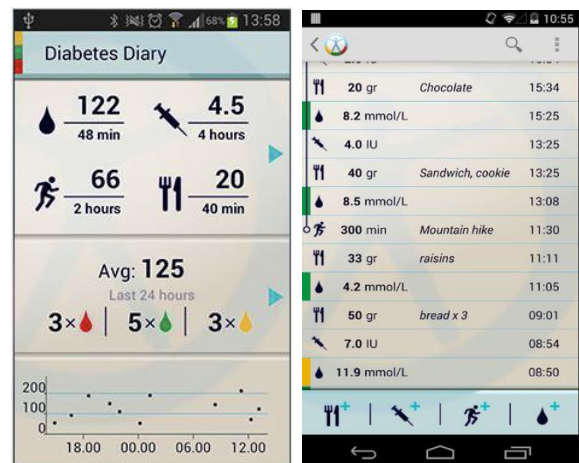 68% 13:58
Diabetes Diary
122 4.5
48 min 4 hours
66 20
2 hours 40 min
Avg: 125
Last 24 hours
3× 5× 3×
200
100
0.0
18.00 00.00 06.00 12.00
10:55
20 gr Chocolate 15:34
8.2 mmol/L 15:25
4.0 IU 13:25
40 gr Sandwich, cookie 13:25
8.5 mmol/L 13:08
300 min Mountain hike 11:30
33 gr raisins 11:11
4.2 mmol/L 11:05
50 gr bread x 3 09:01
7.0 IU 08:54
11.9 mmol/L 08:50